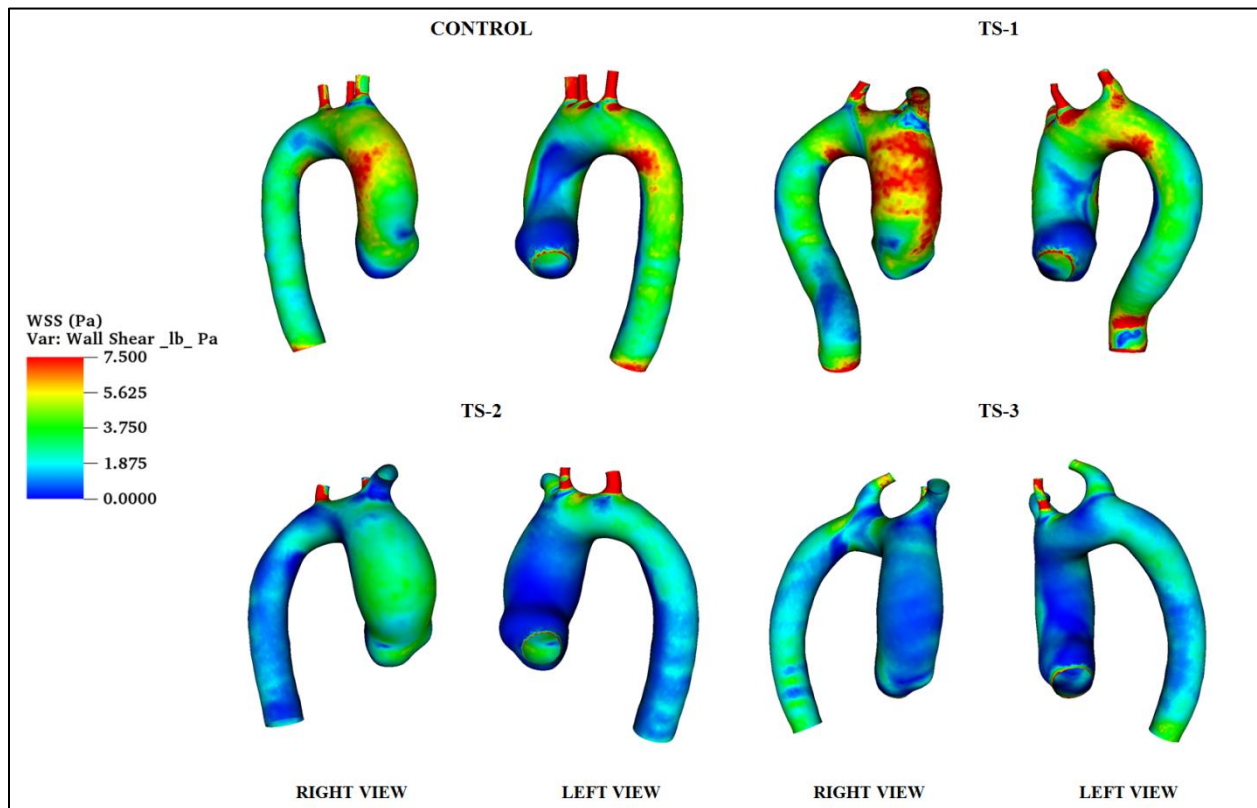 CONTROL
TS-1
WSS (Pa)
Var: Wall Shear _lb_ Pa
7.500
5.625
3.750
1.875
0.0000
TS-2
TS-3
RIGHT VIEW
LEFT VIEW
RIGHT VIEW
LEFT VIEW